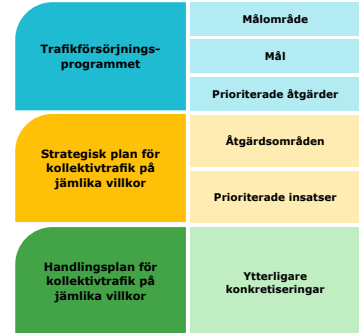 Trafikförsörjnings-
programmet
Målområde
Mål
Prioriterade åtgärder
Strategisk plan för
kollektivtrafik på
jämlika villkor
Åtgärdsområden
Prioriterade insatser
Handlingsplan för
kollektivtrafik på
jämlika villkor
Ytterligare
konkretiseringar